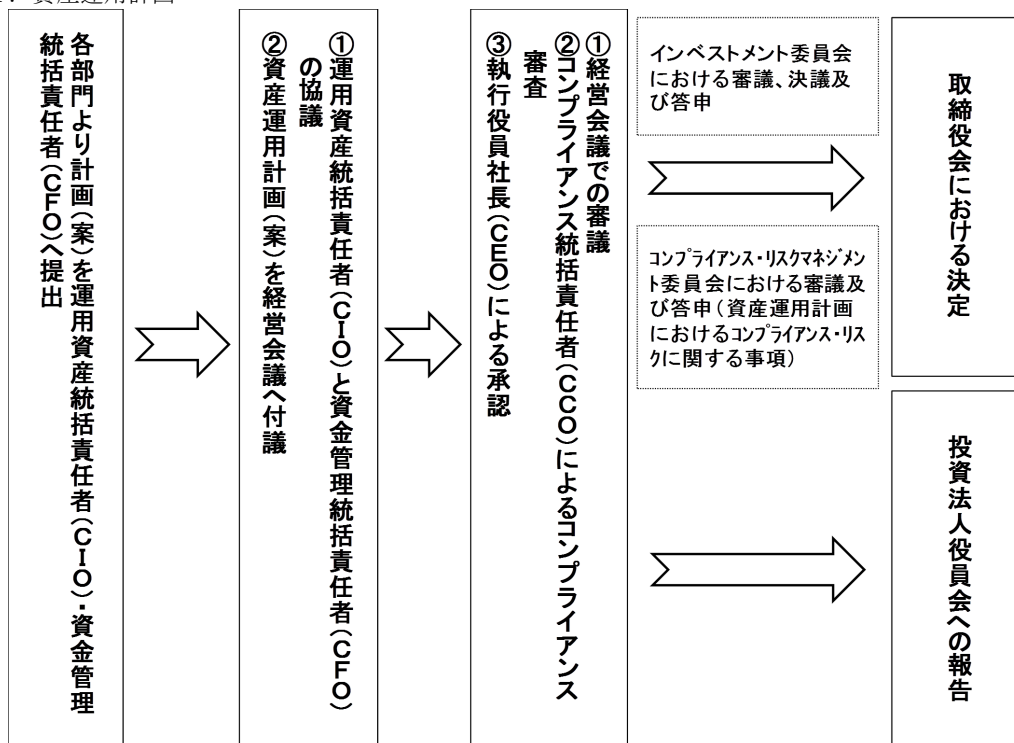 資産運用計画
各部門より計画(案)を運用資産統括責任者(CIO)・資金管理
統括責任者(CFO)へ提出
①運用資産統括責任者(CIO)と資金管理統括責任者(CFO)
の協議
②資産運用計画(案)を経営会議へ付議
①経営会議での審議
②コンプライアンス統括責任者(CCO)によるコンプライアンス
審査
③執行役員社長(CEO)による承認
インベストメント委員会
における審議、決議及
び答申
コンプライアンス・リスクマネジメン
ト委員会における審議及
び答申(資産運用計画
におけるコンプライアンス・リス
クに関する事項)
取締役会における決定
投資法人役員会への報告